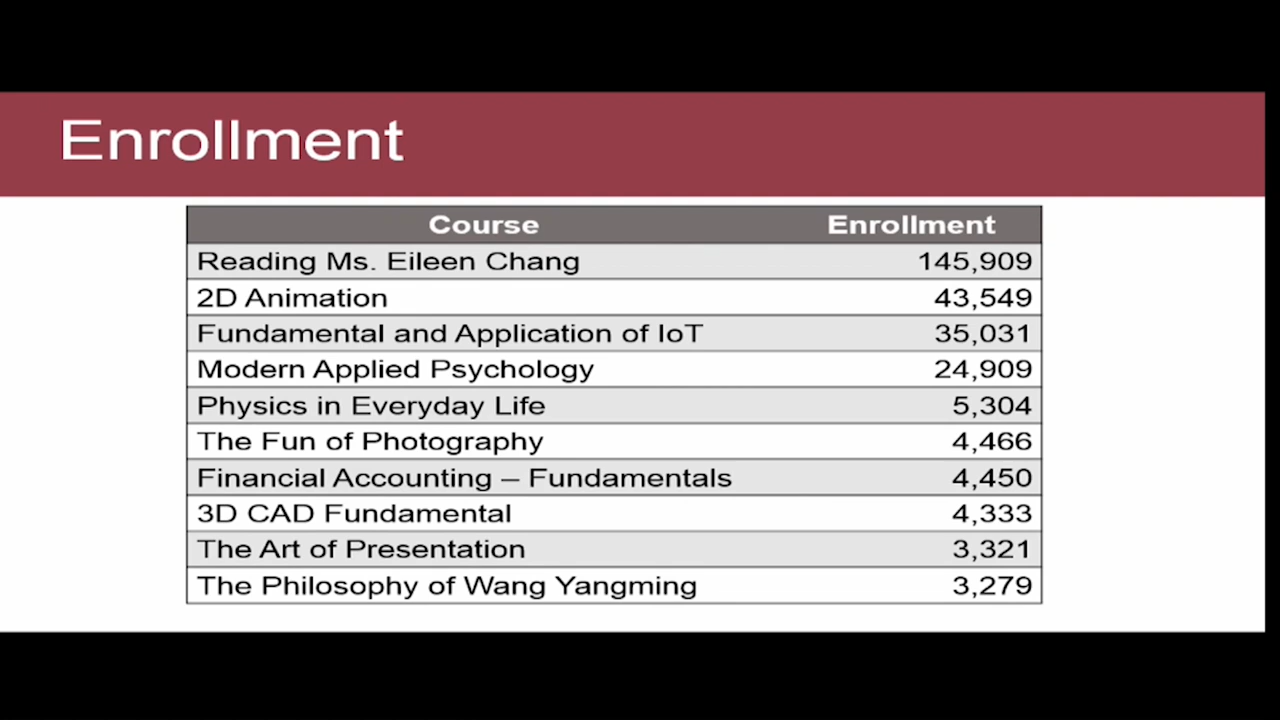 Enrollment
Course Enrollment
Reading Ms. Eileen Chang 145,909
2D Animation 43,549
Fundamental and Application of IoT 35,031
Modern Applied Psychology 24,909
Physics in Everyday Life 5,304
The Fun of Photography 4,466
Financial Accounting – Fundamentals 4,450
3D CAD Fundamental 4,333
The Art of Presentation 3,321
The Philosophy of Wang Yangming 3,279